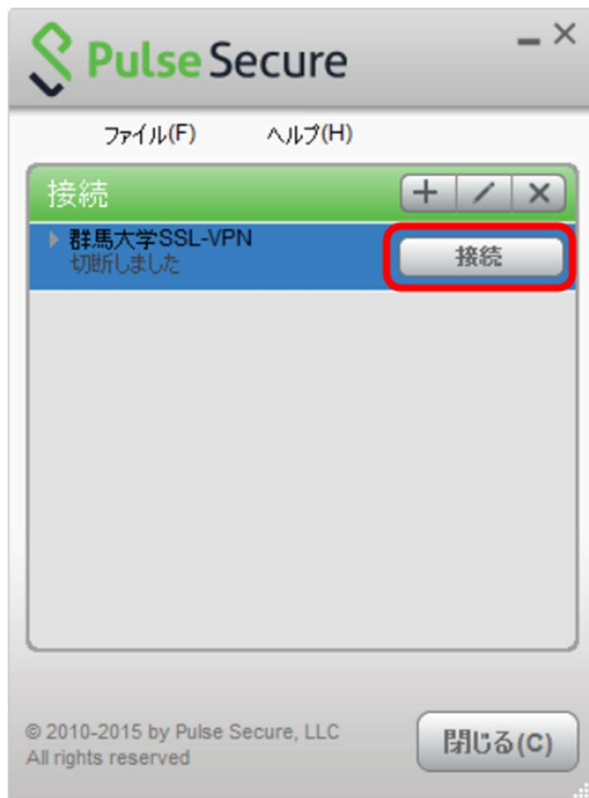 Pulse Secure
ファイル(F) ヘルプ(H)
接続
群馬大学SSL-VPN
切断しました
接続
© 2010-2015 by Pulse Secure, LLC
All rights reserved
閉じる(C)